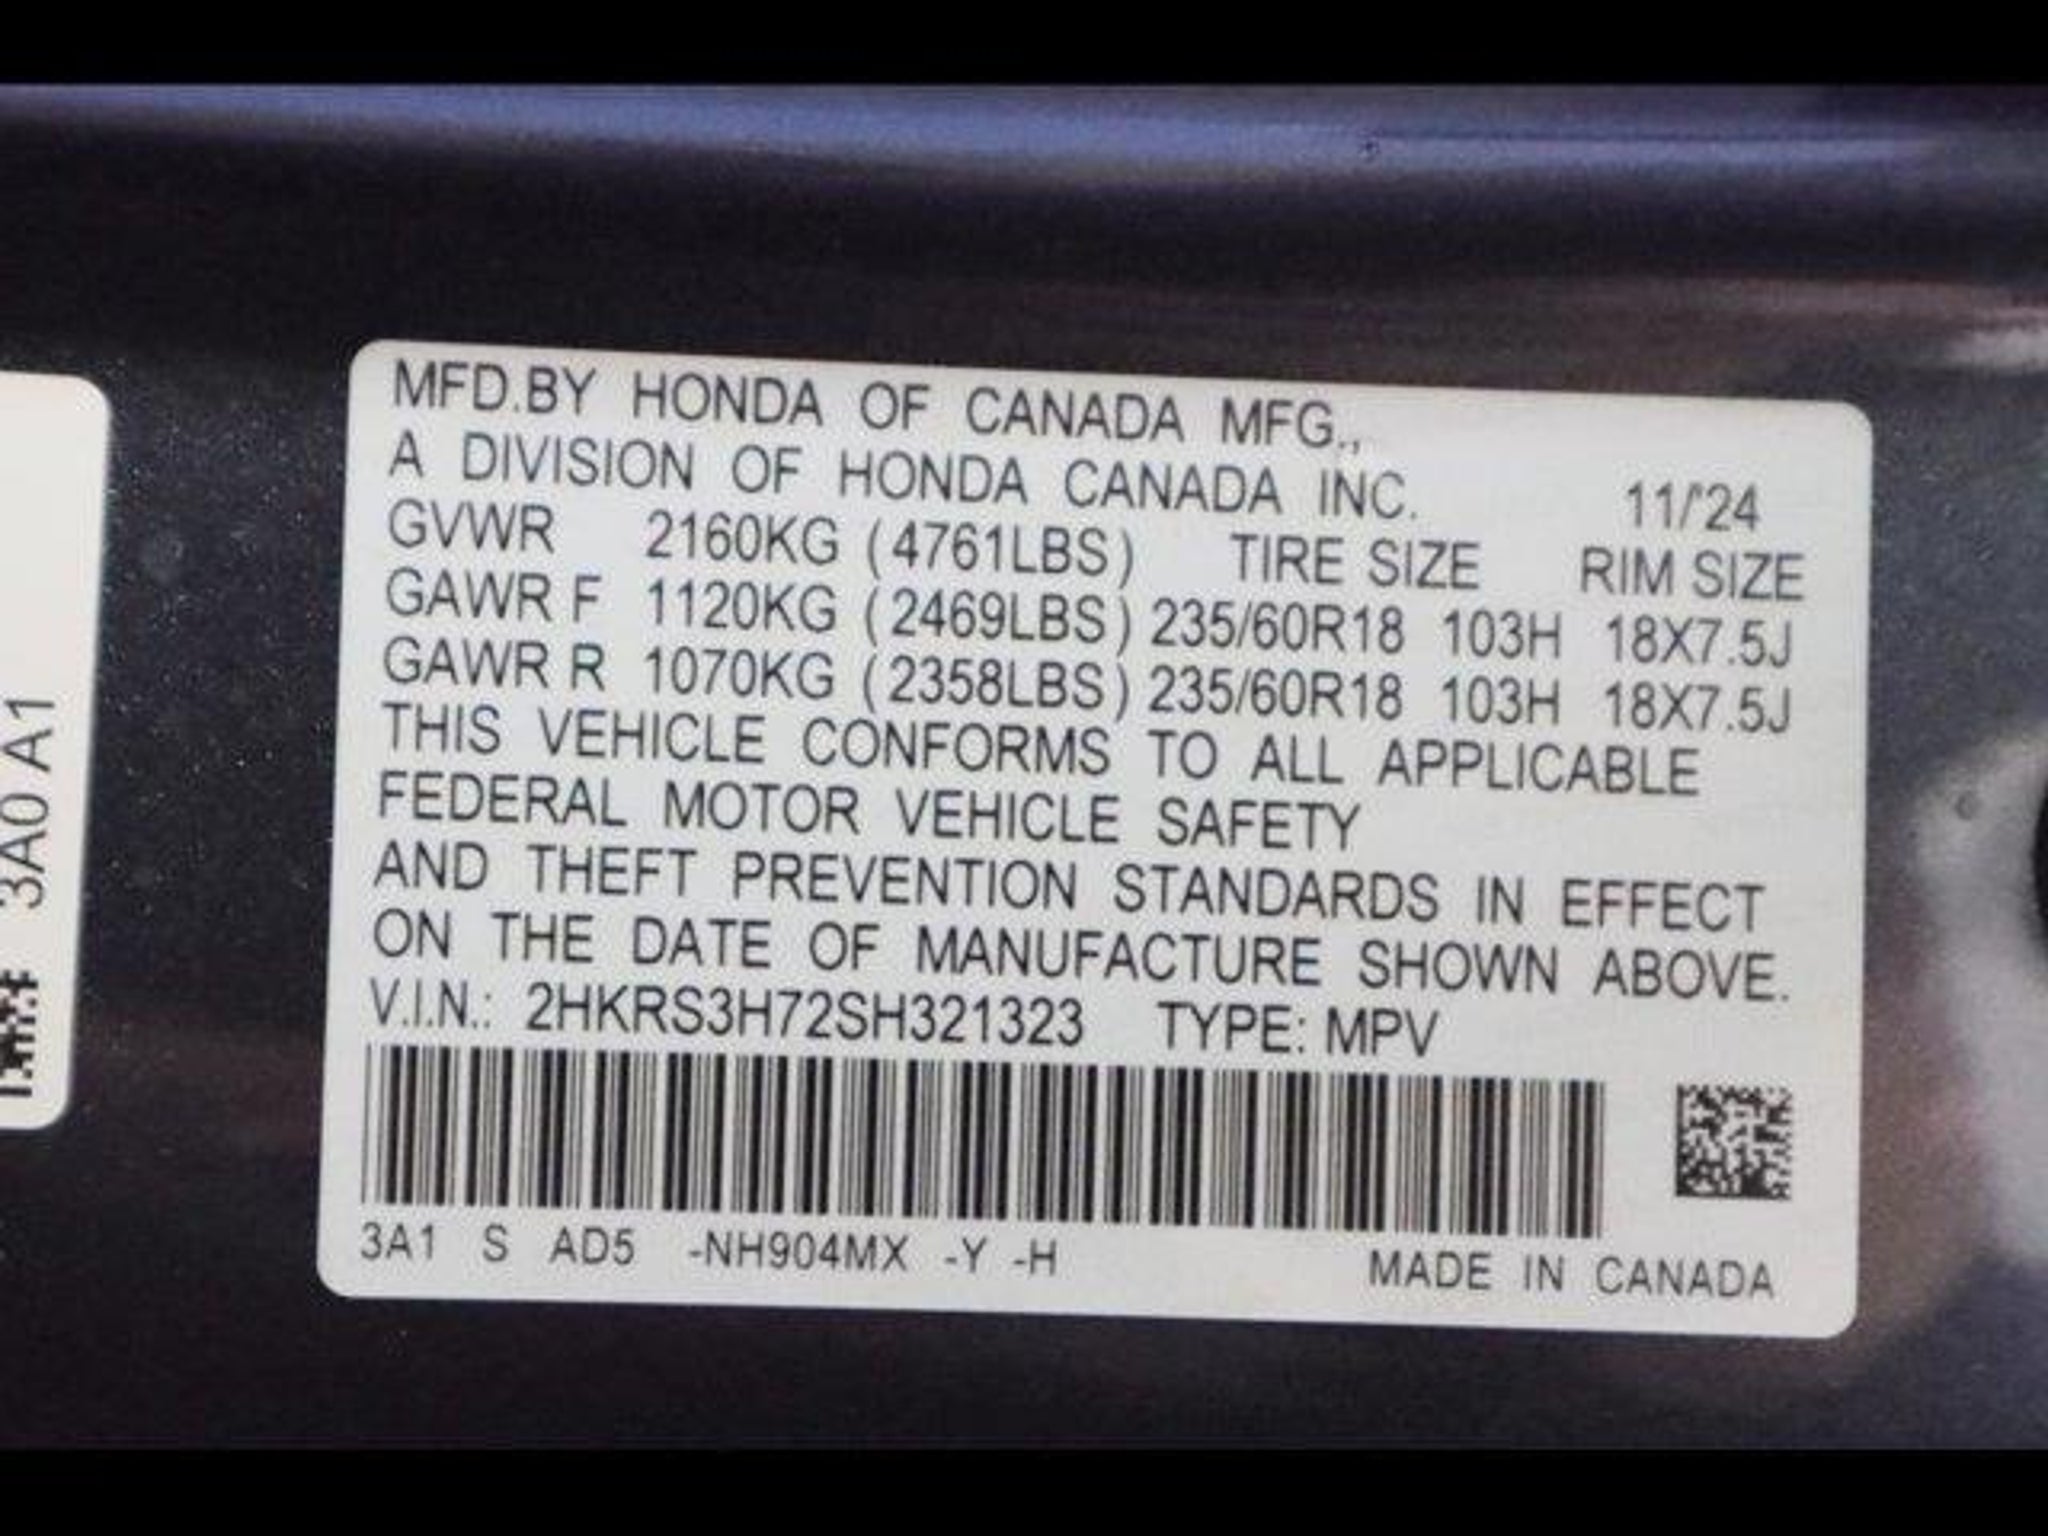 MFD.BY HONDA OF CANADA MFG.,
A DIVISION OF HONDA CANADA INC. 11/'24
GVWR 2160KG (4761LBS) TIRE SIZE RIM SIZE
GAWR F 1120KG (2469LBS) 235/60R18 103H 18X7.5J
GAWR R 1070KG (2358LBS) 235/60R18 103H 18X7.5J
THIS VEHICLE CONFORMS TO ALL APPLICABLE
FEDERAL MOTOR VEHICLE SAFETY
AND THEFT PREVENTION STANDARDS IN EFFECT
ON THE DATE OF MANUFACTURE SHOWN ABOVE.
V.I.N.: 2HKRS3H72SH321323 TYPE: MPV
3A1 S AD5 -NH904MX -Y -H MADE IN CANADA
3A0 A1